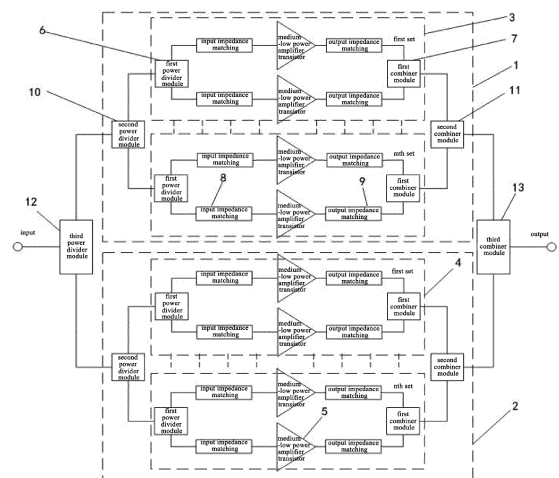 6
input impedance
matching
medium
-low power
amplifier
transistor
output impedance
matching
first set
3
7
first
power
divider
module
first
combiner
module
1
10
input impedance
matching
medium
-low power
amplifier
transistor
output impedance
matching
11
second
power
divider
module
second
combiner
module
input impedance
matching
medium
-low power
amplifier
transistor
output impedance
matching
mth set
first
power
divider
module
8
9
first
combiner
module
12
input impedance
matching
medium
-low power
amplifier
transistor
output impedance
matching
13
input
third
power
divider
module
third
combiner
module
output
input impedance
matching
medium
-low power
amplifier
transistor
output impedance
matching
first set
4
first
power
divider
module
first
combiner
module
input impedance
matching
medium
-low power
amplifier
transistor
output impedance
matching
second
power
divider
module
second
combiner
module
input impedance
matching
medium
-low power
amplifier
transistor
output impedance
matching
nth set
first
power
divider
module
5
first
combiner
module
2
input impedance
matching
medium
-low power
amplifier
transistor
output impedance
matching